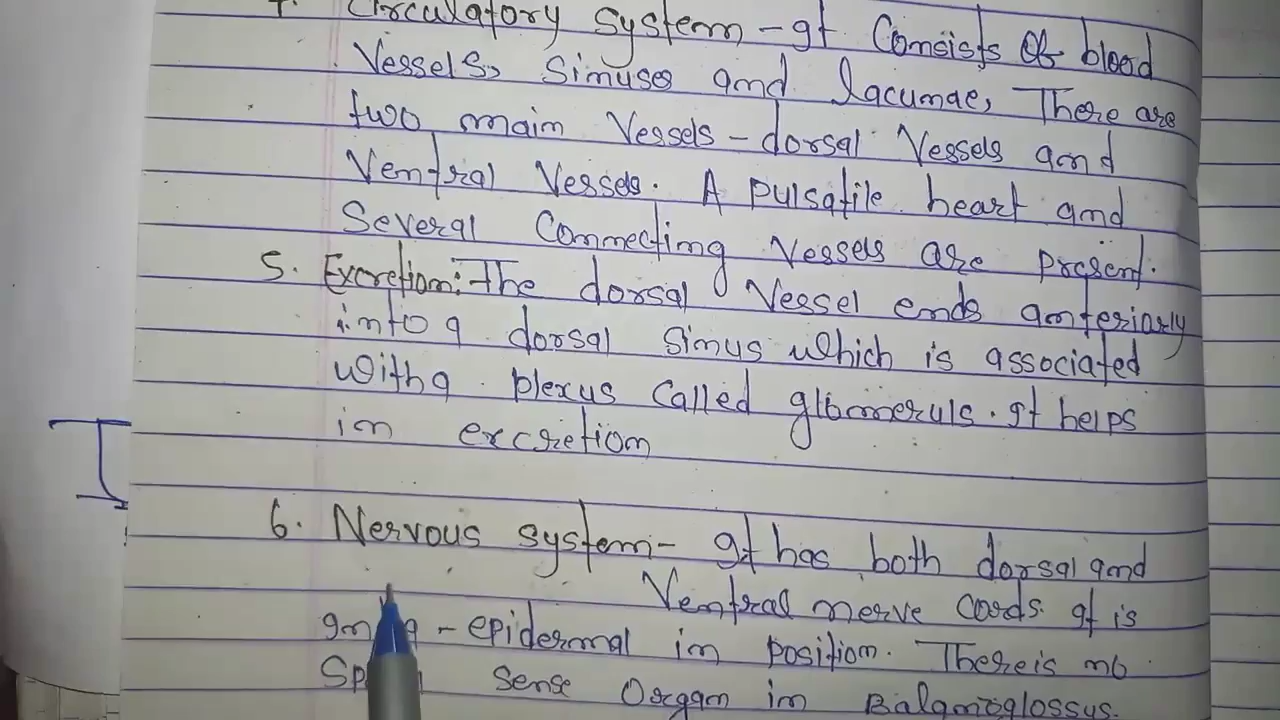 Circulatory System - It Consists Of blood
Vessels, Sinuses and lacunae, There are
two main Vessels - dorsal Vessels and
Ventral Vessels. A pulsatile heart and
Several Connecting Vessels are present.
5. Excretion:- The dorsal Vessel ends anteriarly
into a dorsal Sinus which is associated
With a plexus Called glomeruls. It helps
in excretion
6. Nervous system - It has both dorsal and
Ventral nerve Cords. It is
- epidermal in position. There is no
Sense Organ in Balanoglossus.